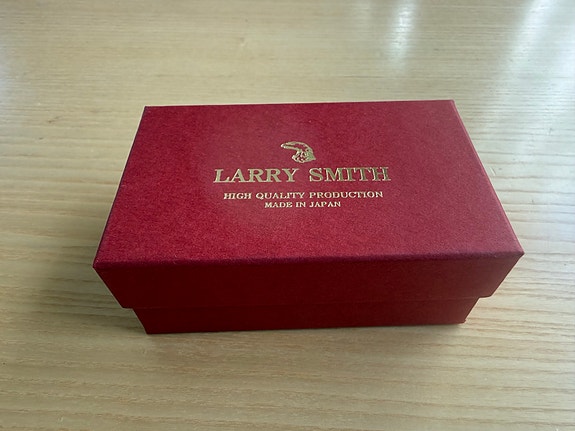 LARRY SMITH
HIGH QUALITY PRODUCTION
MADE IN JAPAN